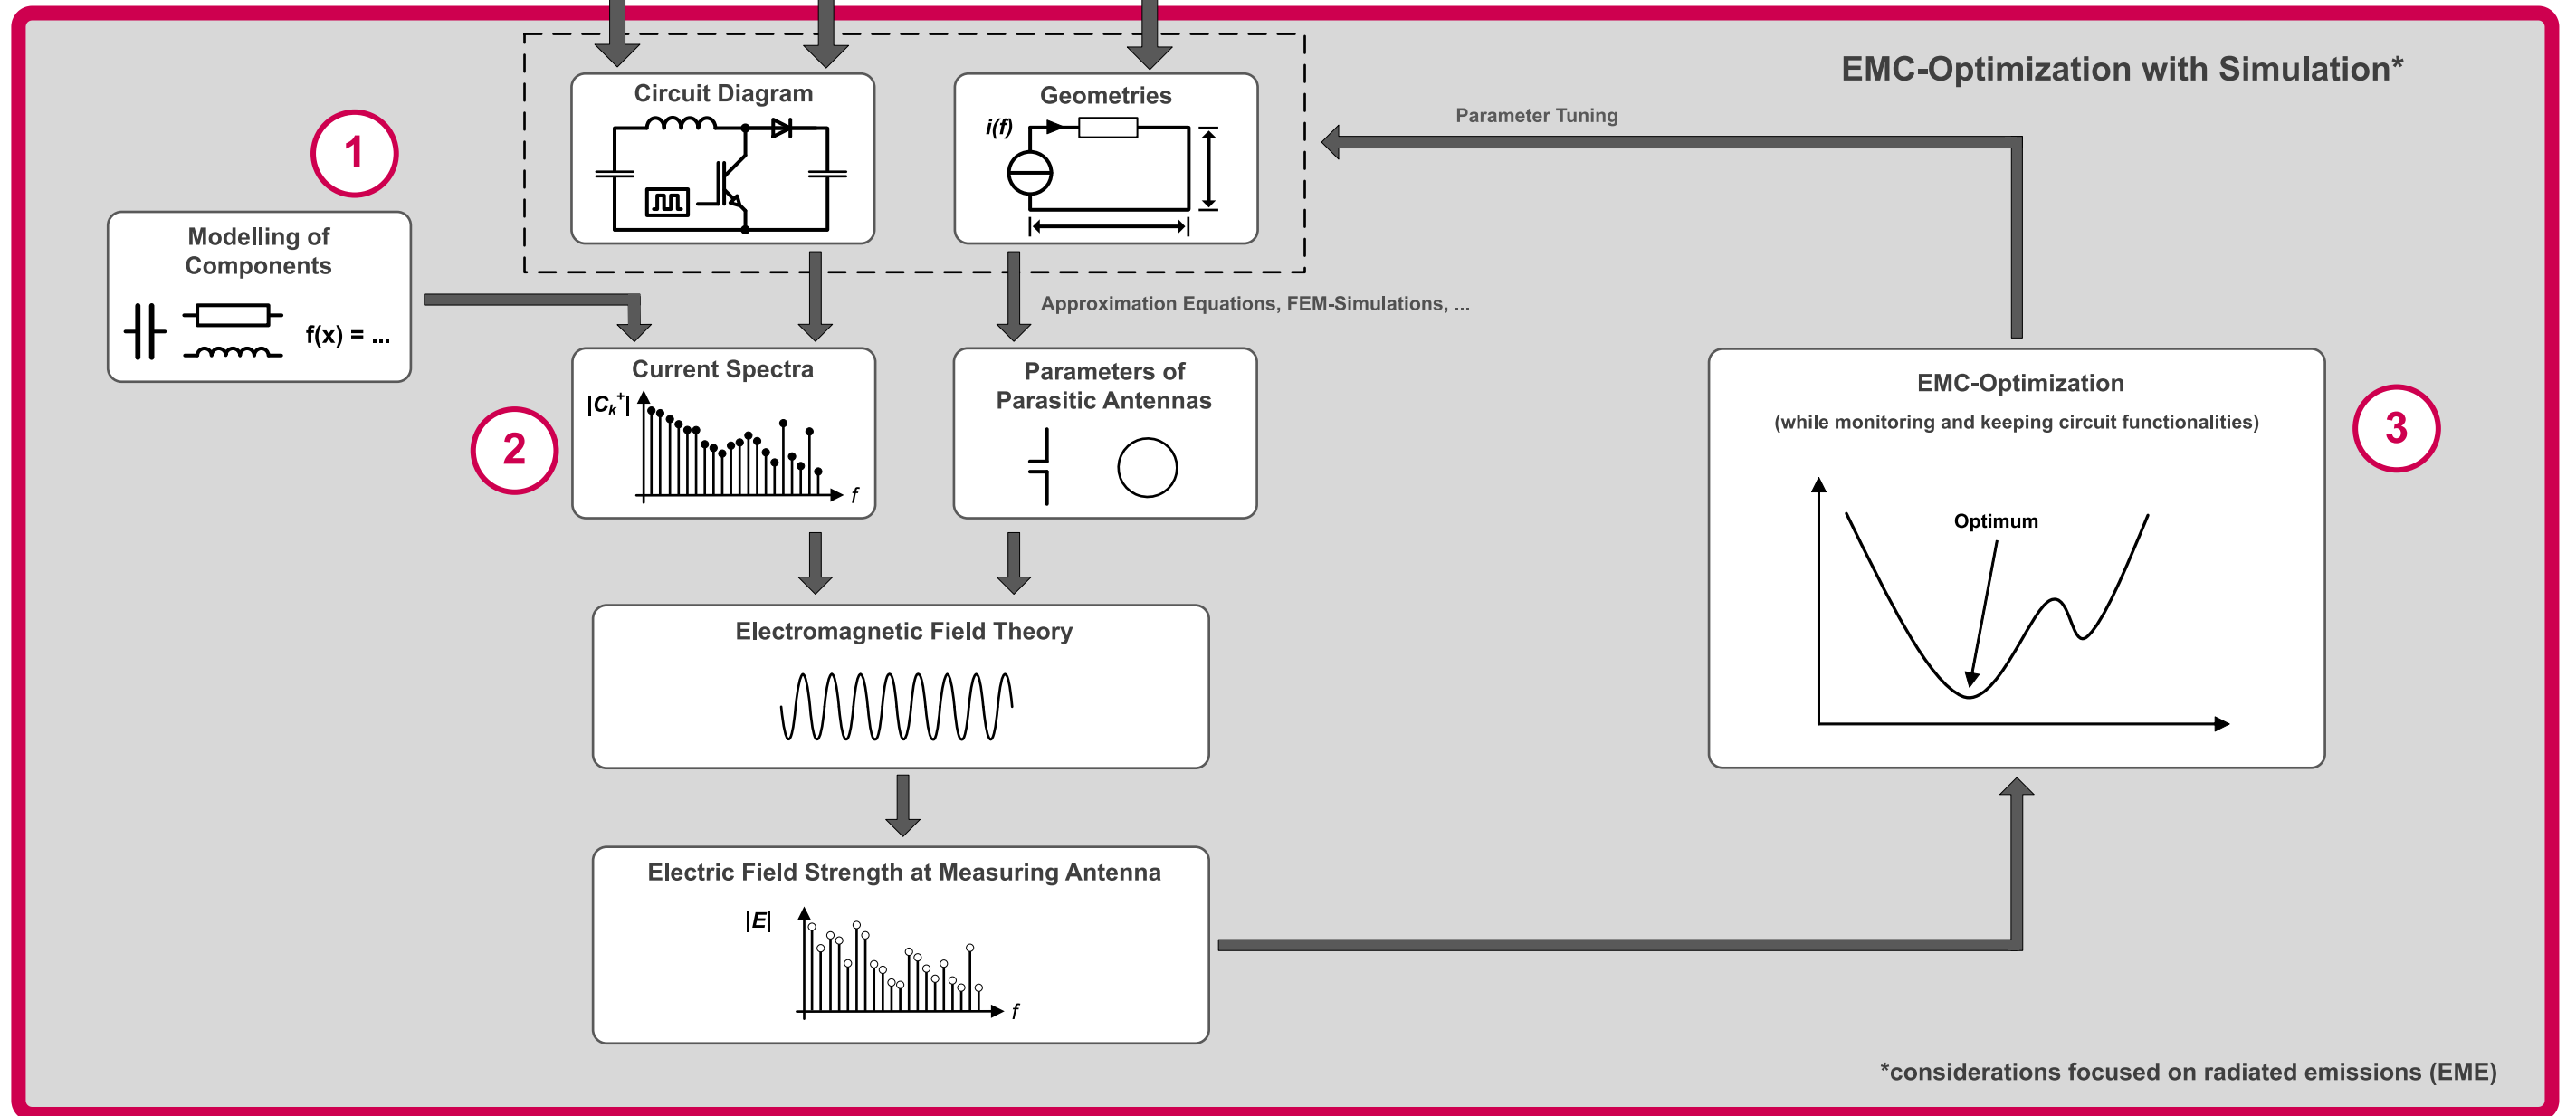 EMC-Optimization with Simulation*
Circuit Diagram
Geometries
i(f)
Parameter Tuning
1
Modelling of
Components
f(x) = ...
Approximation Equations, FEM-Simulations, ...
Current Spectra
|Cₖ⁺|
f
2
Parameters of
Parasitic Antennas
EMC-Optimization
(while monitoring and keeping circuit functionalities)
Optimum
3
Electromagnetic Field Theory
Electric Field Strength at Measuring Antenna
|E|
f
*considerations focused on radiated emissions (EME)